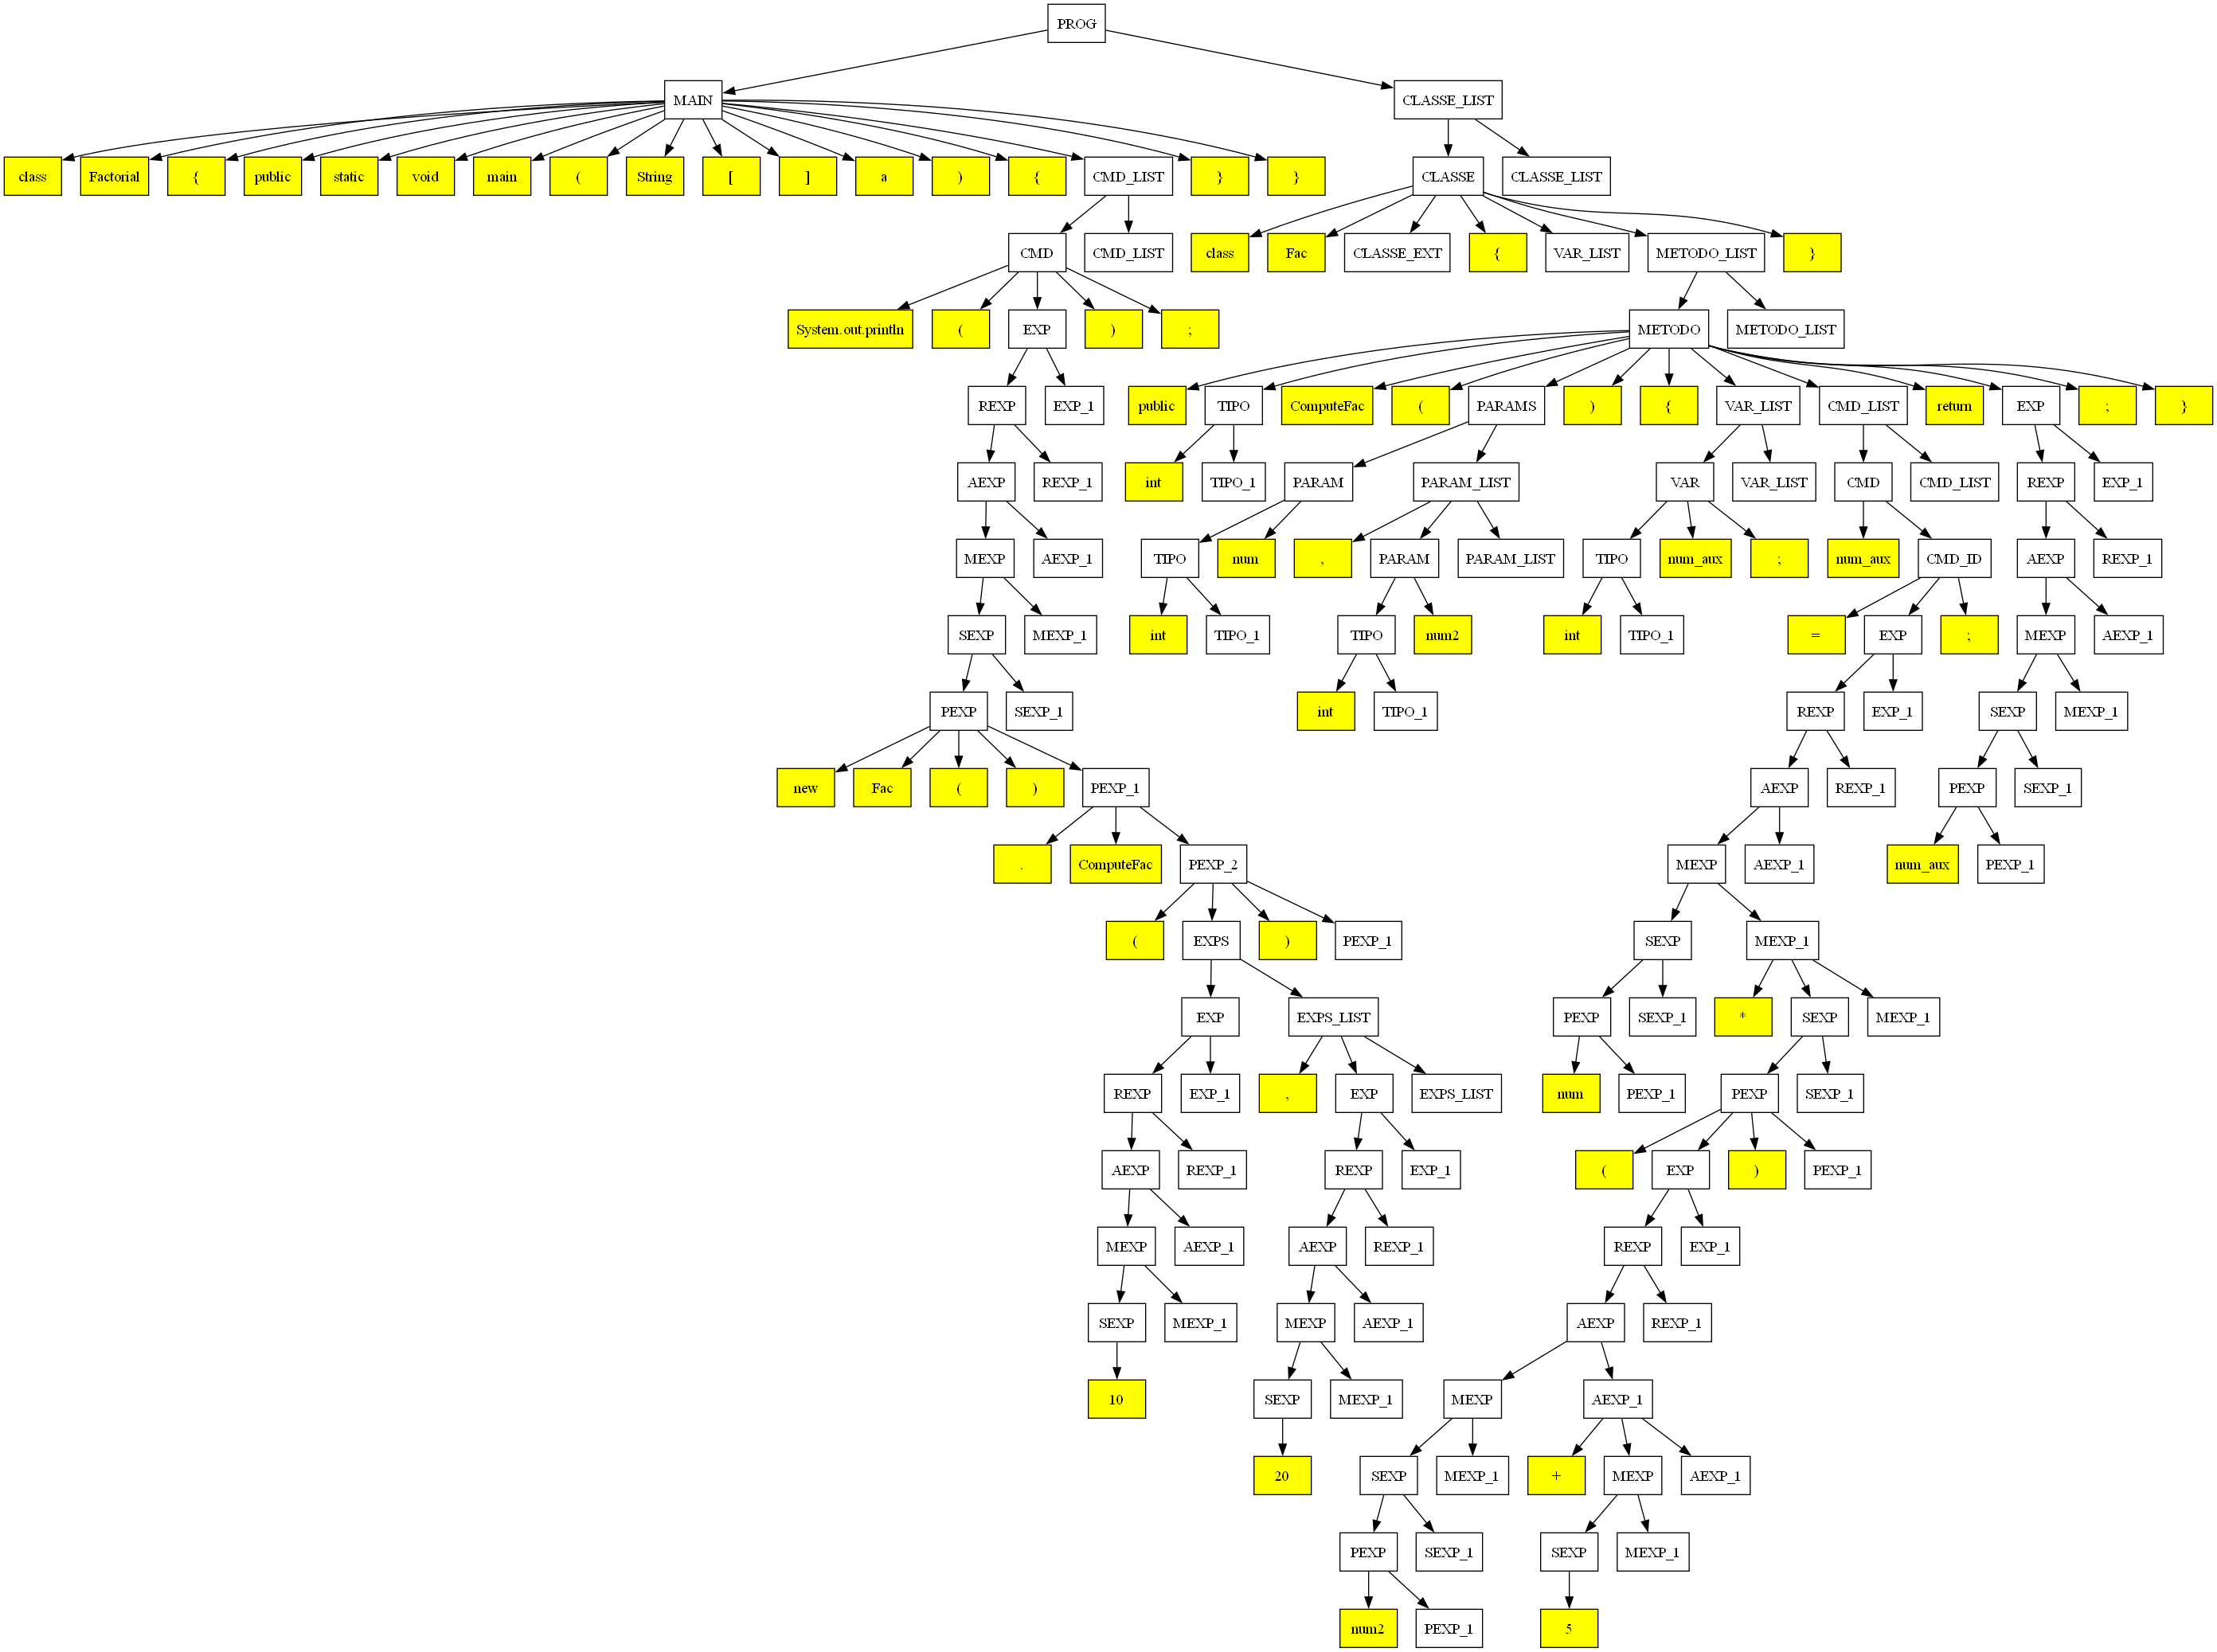 PROG
MAIN CLASSE_LIST
class Factorial { public static void main ( String [ ] a ) { CMD_LIST } } CLASSE CLASSE_LIST
CMD CMD_LIST class Fac CLASSE_EXT { VAR_LIST METODO_LIST }
System.out.println ( EXP ) ; METODO METODO_LIST
REXP EXP_1 public TIPO ComputeFac ( PARAMS ) { VAR_LIST CMD_LIST return EXP ; }
AEXP REXP_1 int TIPO_1 PARAM PARAM_LIST VAR VAR_LIST CMD CMD_LIST REXP EXP_1
MEXP AEXP_1 TIPO num , PARAM PARAM_LIST TIPO num_aux ; num_aux CMD_ID AEXP REXP_1
SEXP MEXP_1 int TIPO_1 TIPO num2 int TIPO_1 = EXP ; MEXP AEXP_1
PEXP SEXP_1 int TIPO_1 REXP EXP_1 SEXP MEXP_1
new Fac ( ) PEXP_1 AEXP REXP_1 PEXP SEXP_1
. ComputeFac PEXP_2 MEXP AEXP_1 num_aux PEXP_1
( EXPS ) PEXP_1 SEXP MEXP_1
EXP EXPS_LIST PEXP SEXP_1 * SEXP MEXP_1
REXP EXP_1 , EXP EXPS_LIST num PEXP_1 PEXP SEXP_1
AEXP REXP_1 REXP EXP_1 ( EXP ) PEXP_1
MEXP AEXP_1 AEXP REXP_1 REXP EXP_1
SEXP MEXP_1 MEXP AEXP_1 AEXP REXP_1
10 SEXP MEXP_1 MEXP AEXP_1
20 SEXP MEXP_1 + MEXP AEXP_1
PEXP SEXP_1 SEXP MEXP_1
num2 PEXP_1 5